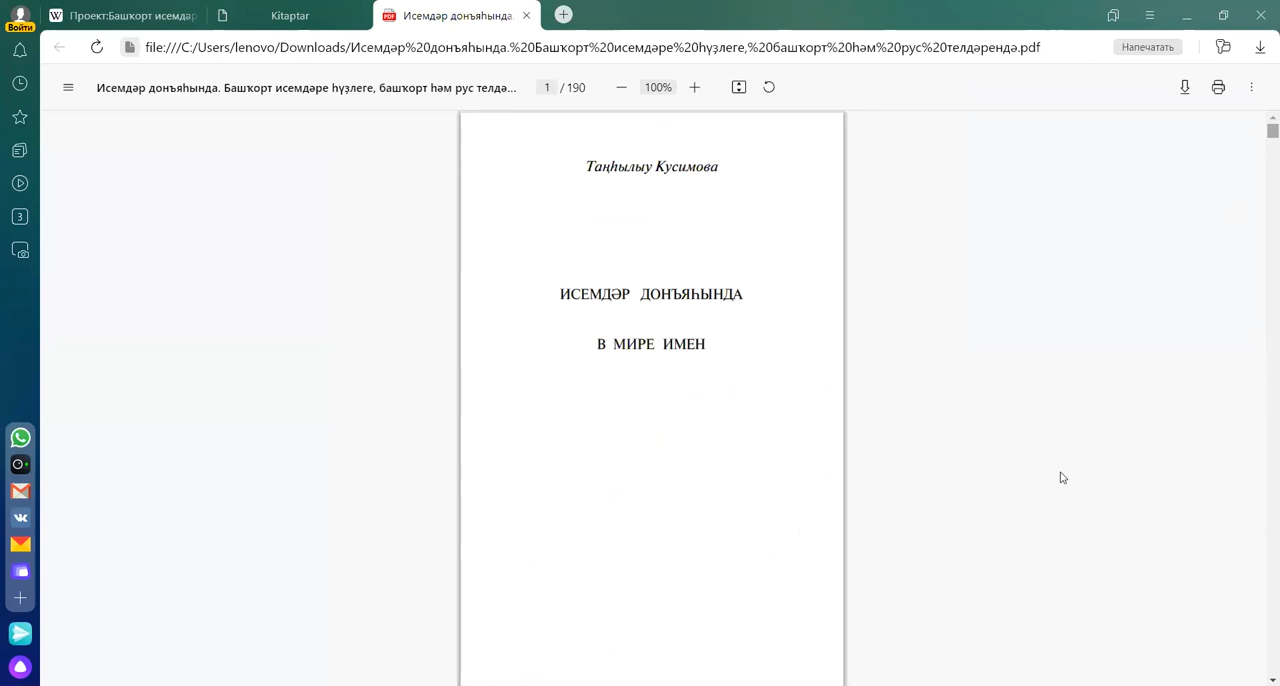 Проект:Башҡорт исемдәр
Kitaptar
Исемдәр донъяһында.
Войти
file:///C:/Users/lenovo/Downloads/Исемдәр%20донъяһында.%20Башҡорт%20исемдәре%20һүҙлеге,%20башҡорт%20һәм%20рус%20телдәрендә.pdf
Напечатать
Исемдәр донъяһында. Башҡорт исемдәре һүҙлеге, башҡорт һәм рус телдә...
1 / 190
100%
3
Таңһылыу Кусимова
ИСЕМДӘР ДОНЪЯҺЫНДА
В МИРЕ ИМЕН